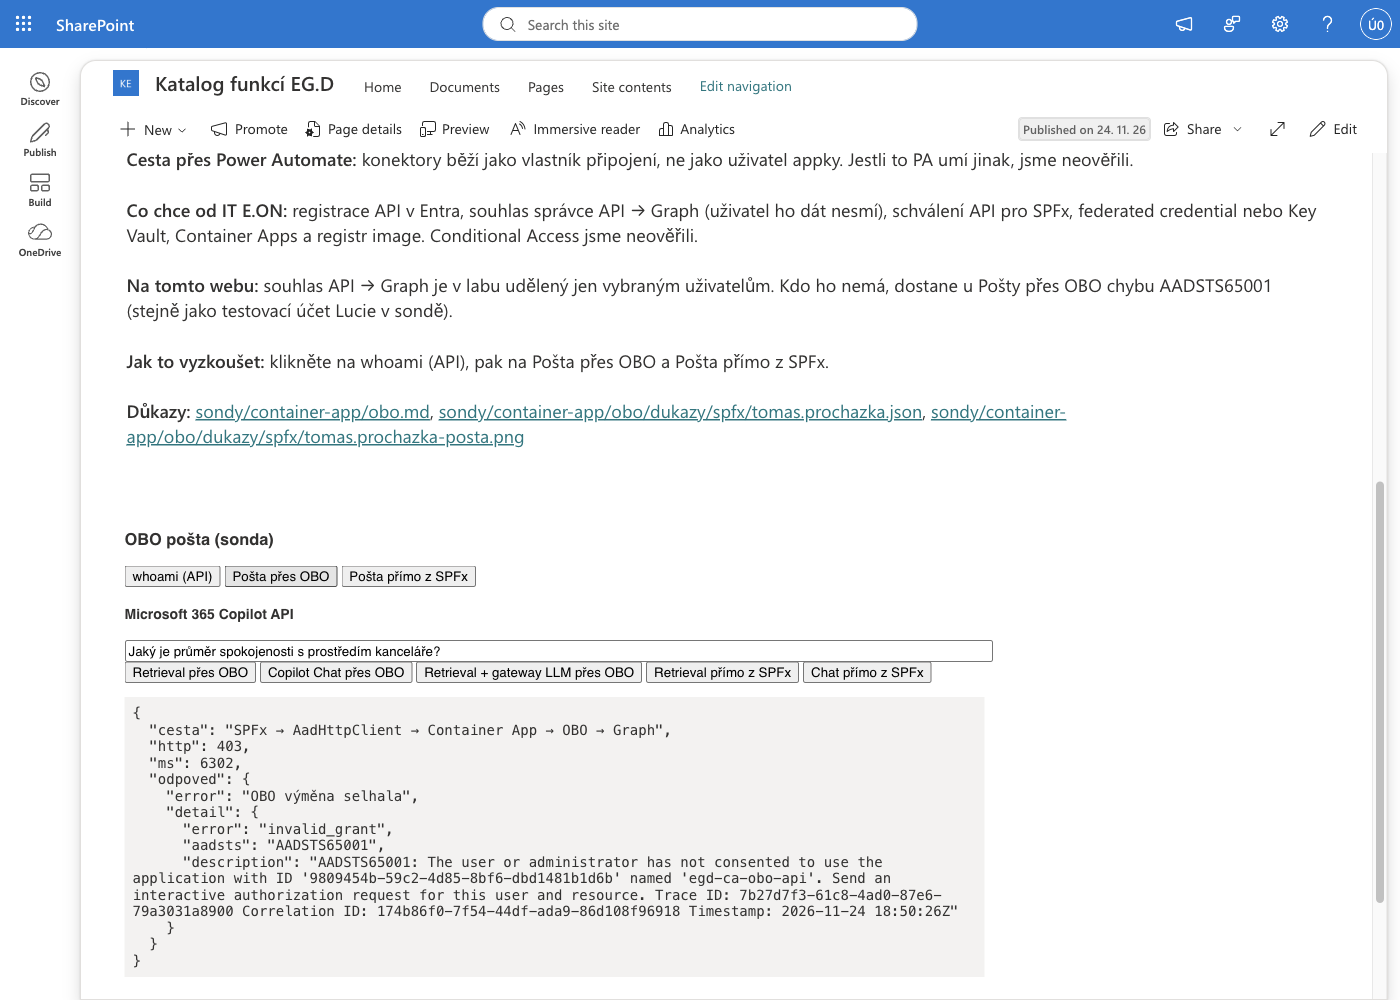 SharePoint
Search this site
Ú0
Discover
Publish
Build
OneDrive
KE
Katalog funkcí EG.D
Home
Documents
Pages
Site contents
Edit navigation
New
Promote
Page details
Preview
Immersive reader
Analytics
Published on 24. 11. 26
Share
Edit
Cesta přes Power Automate: konektory běží jako vlastník připojení, ne jako uživatel appky. Jestli to PA umí jinak, jsme neověřili.
Co chce od IT E.ON: registrace API v Entra, souhlas správce API → Graph (uživatel ho dát nesmí), schválení API pro SPFx, federated credential nebo Key
Vault, Container Apps a registr image. Conditional Access jsme neověřili.
Na tomto webu: souhlas API → Graph je v labu udělený jen vybraným uživatelům. Kdo ho nemá, dostane u Pošty přes OBO chybu AADSTS65001
(stejně jako testovací účet Lucie v sondě).
Jak to vyzkoušet: klikněte na whoami (API), pak na Pošta přes OBO a Pošta přímo z SPFx.
Důkazy: sondy/container-app/obo.md, sondy/container-app/obo/dukazy/spfx/tomas.prochazka.json, sondy/container-
app/obo/dukazy/spfx/tomas.prochazka-posta.png
OBO pošta (sonda)
whoami (API)
Pošta přes OBO
Pošta přímo z SPFx
Microsoft 365 Copilot API
Jaký je průměr spokojenosti s prostředím kanceláře?
Retrieval přes OBO
Copilot Chat přes OBO
Retrieval + gateway LLM přes OBO
Retrieval přímo z SPFx
Chat přímo z SPFx
{
"cesta": "SPFx → AadHttpClient → Container App → OBO → Graph",
"http": 403,
"ms": 6302,
"odpoved": {
"error": "OBO výměna selhala",
"detail": {
"error": "invalid_grant",
"aadsts": "AADSTS65001",
"description": "AADSTS65001: The user or administrator has not consented to use the
application with ID '9809454b-59c2-4d85-8bf6-dbd1481b1d6b' named 'egd-ca-obo-api'. Send an
interactive authorization request for this user and resource. Trace ID: 7b27d7f3-61c8-4ad0-87e6-
79a3031a8900 Correlation ID: 174b86f0-7f54-44df-ada9-86d108f96918 Timestamp: 2026-11-24 18:50:26Z"
}
}
}